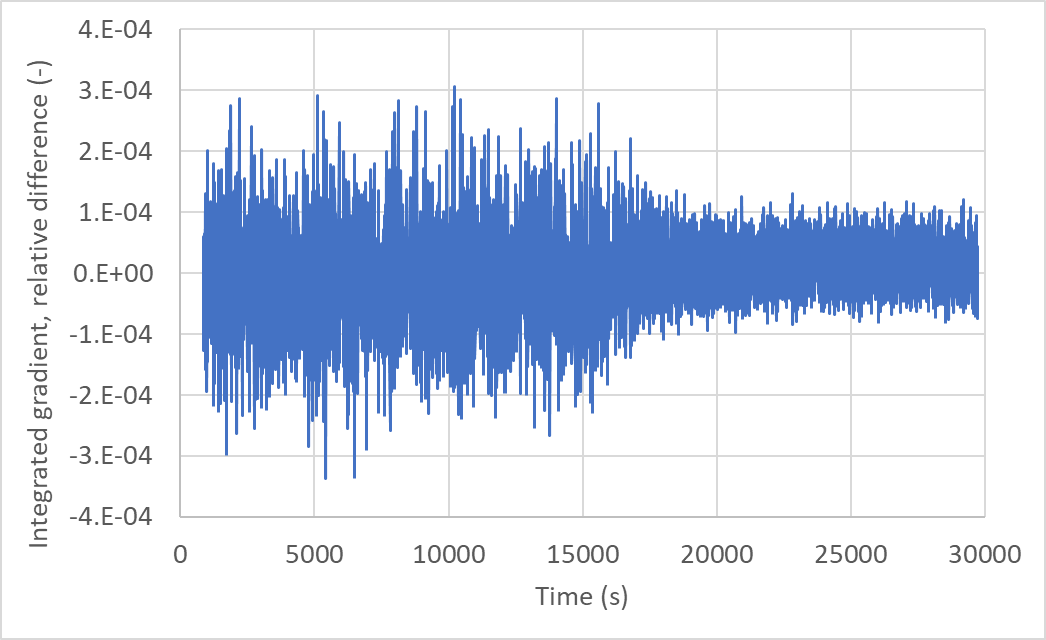 Integrated gradient, relative difference (-)
4.E-04
3.E-04
2.E-04
1.E-04
0.E+00
-1.E-04
-2.E-04
-3.E-04
-4.E-04
0 5000 10000 15000 20000 25000 30000
Time (s)